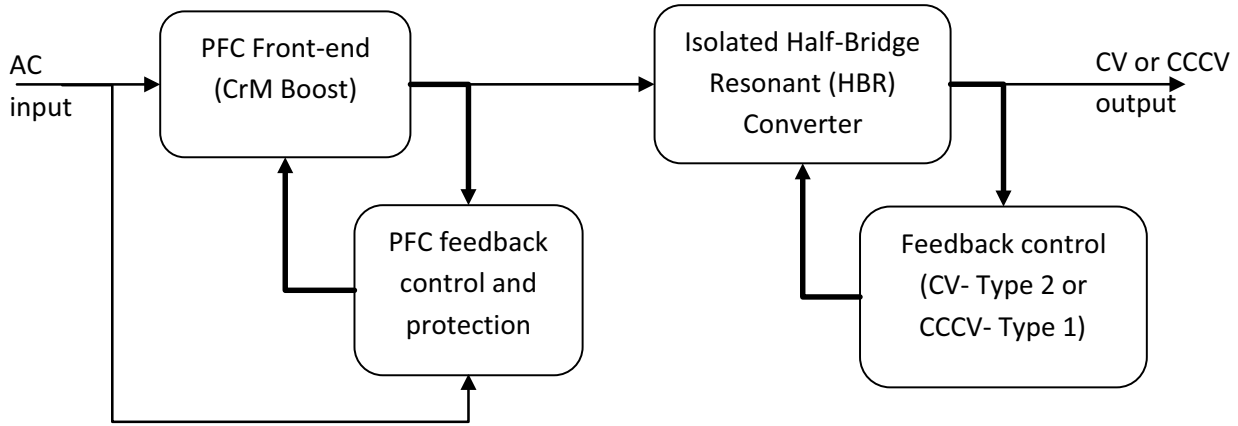 AC
input
PFC Front-end
(CrM Boost)
Isolated Half-Bridge
Resonant (HBR)
Converter
CV or CCCV
output
PFC feedback
control and
protection
Feedback control
(CV- Type 2 or
CCCV- Type 1)